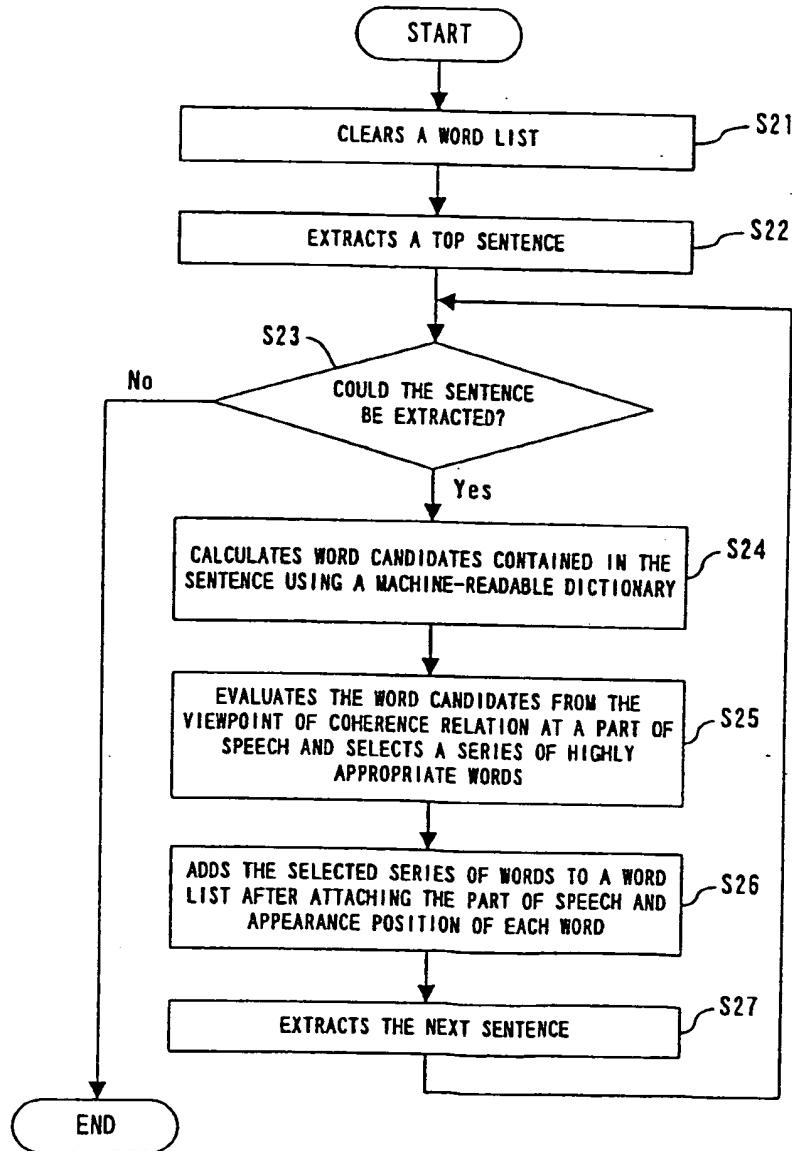 START
CLEARS A WORD LIST
S21
EXTRACTS A TOP SENTENCE
S22
S23
No
COULD THE SENTENCE
BE EXTRACTED?
Yes
CALCULATES WORD CANDIDATES CONTAINED IN THE
SENTENCE USING A MACHINE-READABLE DICTIONARY
S24
EVALUATES THE WORD CANDIDATES FROM THE
VIEWPOINT OF COHERENCE RELATION AT A PART OF
SPEECH AND SELECTS A SERIES OF HIGHLY
APPROPRIATE WORDS
S25
ADDS THE SELECTED SERIES OF WORDS TO A WORD
LIST AFTER ATTACHING THE PART OF SPEECH AND
APPEARANCE POSITION OF EACH WORD
S26
EXTRACTS THE NEXT SENTENCE
S27
END